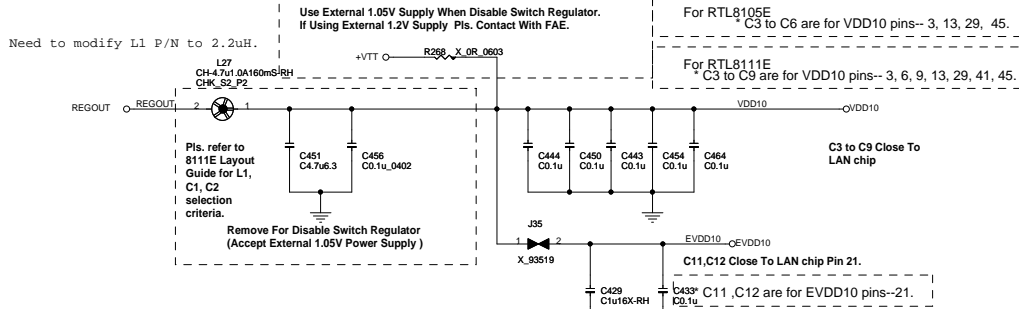 Use External 1.05V Supply When Disable Switch Regulator.
If Using External 1.2V Supply Pls. Contact With FAE.
For RTL8105E
* C3 to C6 are for VDD10 pins-- 3, 13, 29, 45.
Need to modify L1 P/N to 2.2uH.
+VTT
R268 X_0R_0603
For RTL8111E
* C3 to C9 are for VDD10 pins-- 3, 6, 9, 13, 29, 41, 45.
L27
CH-4.7u1.0A160mS-RH
CHK_S2_P2
REGOUT
REGOUT
2
1
VDD10
VDD10
Pls. refer to
8111E Layout
Guide for L1,
C1, C2
selection
criteria.
C451
C4.7u6.3
C456
C0.1u_0402
C444
C0.1u
C450
C0.1u
C443
C0.1u
C454
C0.1u
C464
C0.1u
C3 to C9 Close To
LAN chip
Remove For Disable Switch Regulator
(Accept External 1.05V Power Supply )
J35
1
2
X_93519
EVDD10
EVDD10
C11,C12 Close To LAN chip Pin 21.
C429
C1u16X-RH
C433
C0.1u
* C11 ,C12 are for EVDD10 pins--21.